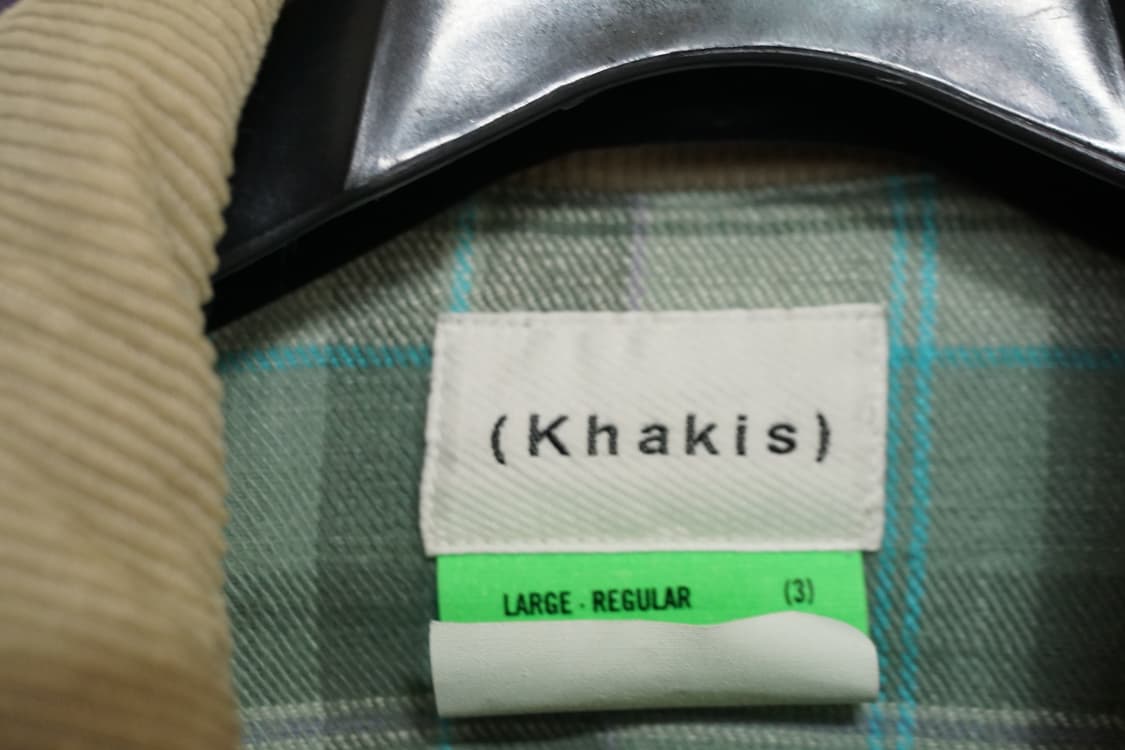 (Khakis)
LARGE - REGULAR (3)